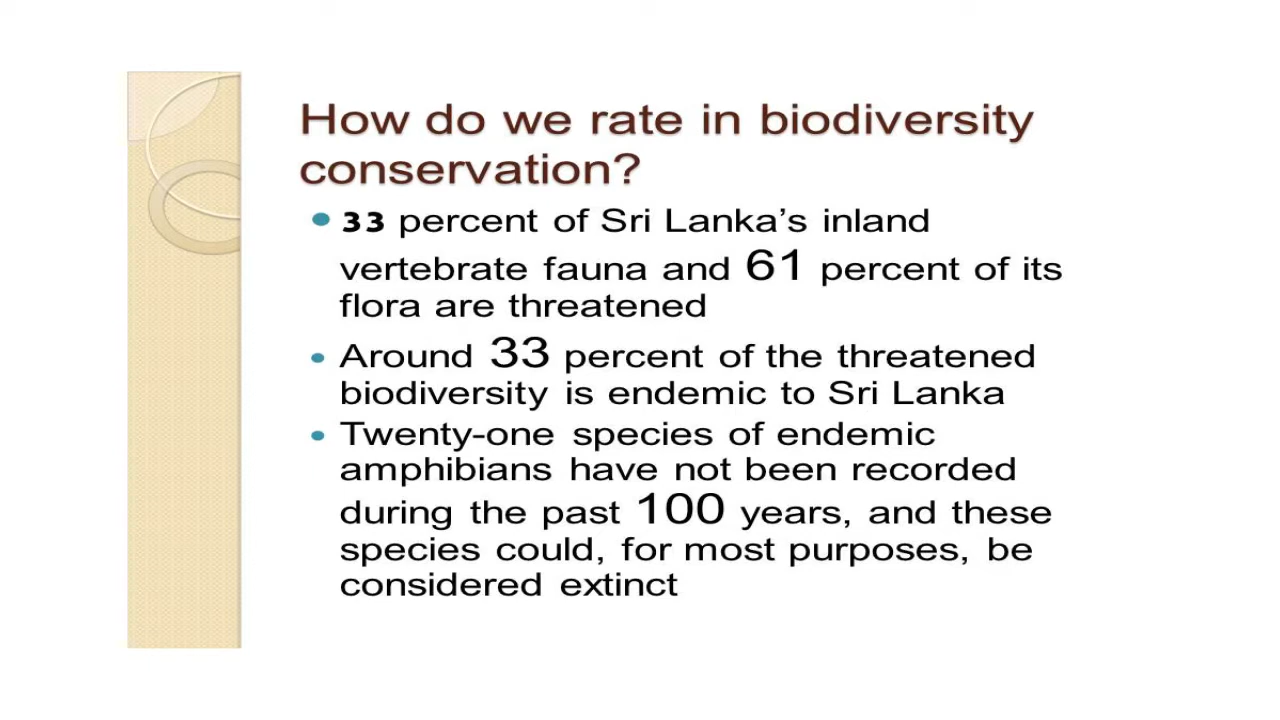 How do we rate in biodiversity
conservation?
33 percent of Sri Lanka’s inland
vertebrate fauna and 61 percent of its
flora are threatened
Around 33 percent of the threatened
biodiversity is endemic to Sri Lanka
Twenty-one species of endemic
amphibians have not been recorded
during the past 100 years, and these
species could, for most purposes, be
considered extinct